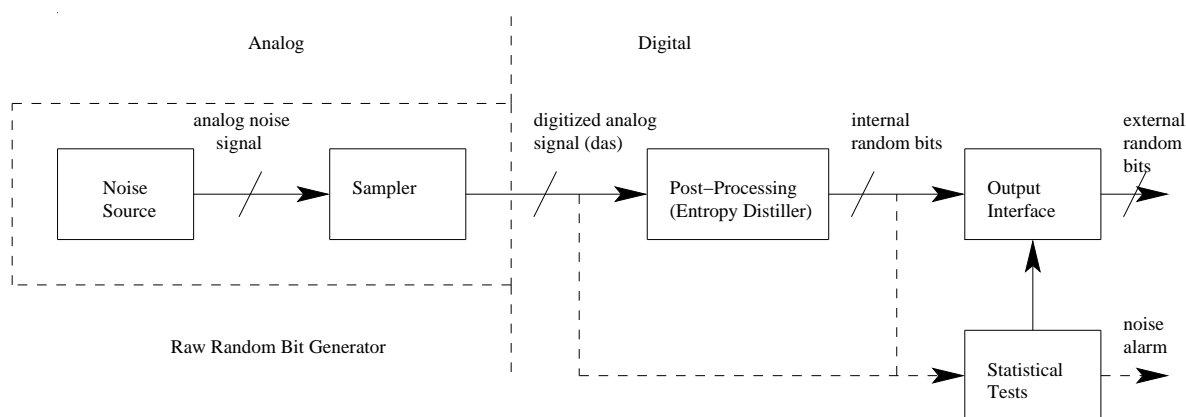 Analog
Digital
analog noise
signal
digitized analog
signal (das)
internal
random bits
external
random
bits
Noise
Source
Sampler
Post−Processing
(Entropy Distiller)
Output
Interface
Raw Random Bit Generator
Statistical
Tests
noise
alarm